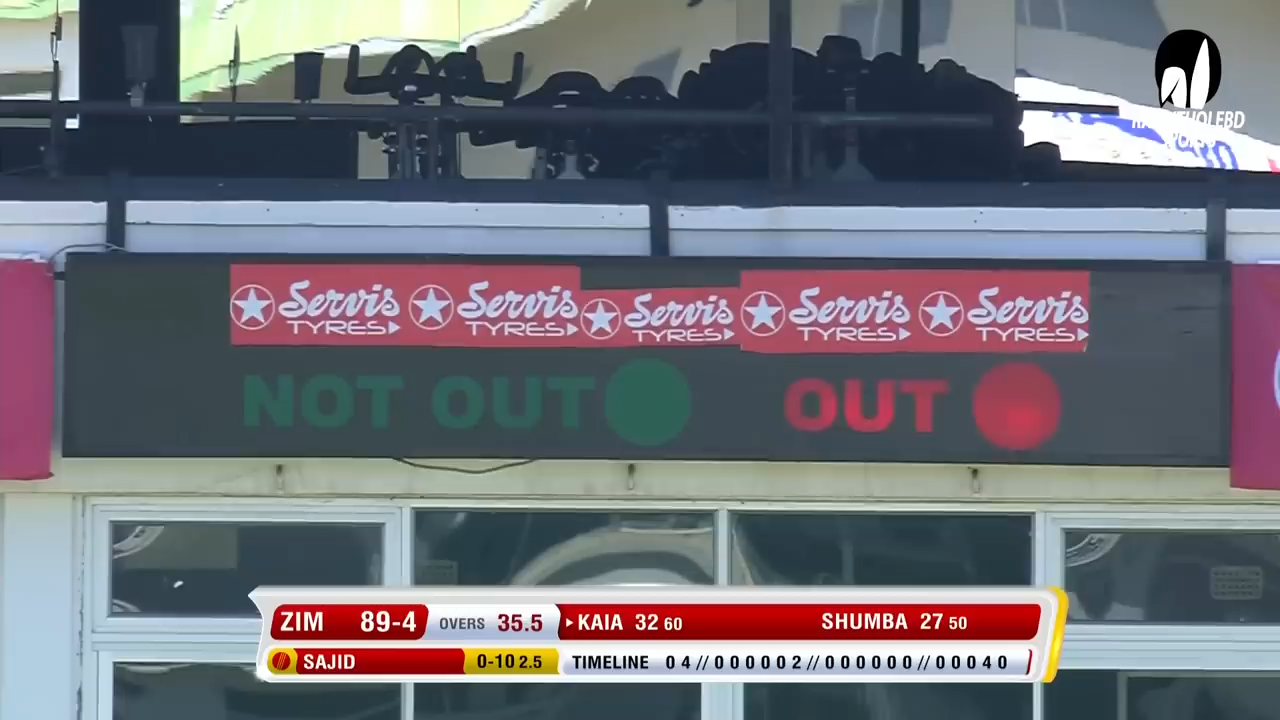 Servis Servis Servis Servis Servis
TYRES TYRES TYRES TYRES TYRES
NOT OUT OUT
ZIM 89-4 OVERS 35.5 KAIA 32 60 SHUMBA 27 50
SAJID 0-10 2.5 TIMELINE 0 4 // 0 0 0 0 0 2 // 0 0 0 0 0 0 // 0 0 0 4 0